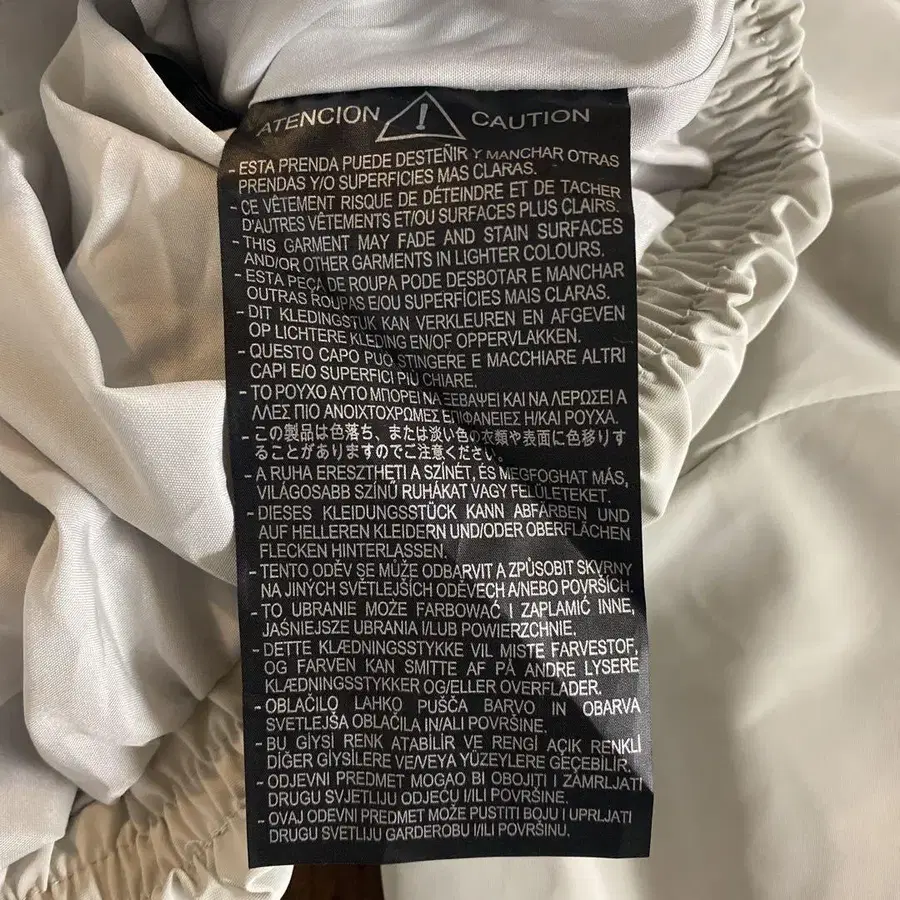 ATENCION ! CAUTION
- ESTA PRENDA PUEDE DESTEÑIR Y MANCHAR OTRAS
PRENDAS Y/O SUPERFICIES MAS CLARAS.
- CE VÊTEMENT RISQUE DE DÉTEINDRE ET DE TACHER
D'AUTRES VÊTEMENTS ET/OU SURFACES PLUS CLAIRS.
- THIS GARMENT MAY FADE AND STAIN SURFACES
AND/OR OTHER GARMENTS IN LIGHTER COLOURS.
- ESTA PEÇA DE ROUPA PODE DESBOTAR E MANCHAR
OUTRAS ROUPAS E/OU SUPERFÍCIES MAIS CLARAS.
- DIT KLEDINGSTUK KAN VERKLEUREN EN AFGEVEN
OP LICHTERE KLEDING EN/OF OPPERVLAKKEN.
- QUESTO CAPO PUÒ STINGERE E MACCHIARE ALTRI
CAPI E/O SUPERFICI PIÙ CHIARE.
- ΤΟ ΡΟΥΧΟ ΑΥΤΟ ΜΠΟΡΕΙ ΝΑ ΞΕΒΑΨΕΙ ΚΑΙ ΝΑ ΛΕΡΩΣΕΙ Α
ΛΛΕΣ ΠΙΟ ΑΝΟΙΧΤΟΧΡΩΜΕΣ ΕΠΙΦΑΝΕΙΕΣ Η/ΚΑΙ ΡΟΥΧΑ.
- この製品は色落ち、または淡い色の衣類や表面に色移りす
ることがありますのでご注意ください。
- A RUHA ERESZTHETI A SZÍNÉT, ÉS MEGFOGHAT MÁS,
VILÁGOSABB SZÍNŰ RUHÁKAT VAGY FELÜLETEKET.
- DIESES KLEIDUNGSSTÜCK KANN ABFÄRBEN UND
AUF HELLEREN KLEIDERN UND/ODER OBERFLÄCHEN
FLECKEN HINTERLASSEN.
- TENTO ODĚV SE MŮŽE ODBARVIT A ZPŮSOBIT SKVRNY
NA JINÝCH SVĚTLEJŠÍCH ODĚVECH A/NEBO POVRŠÍCH.
- TO UBRANIE MOŻE FARBOWAĆ I ZAPLAMIĆ INNE,
JAŚNIEJSZE UBRANIA I/LUB POWIERZCHNIE.
- DETTE KLÆDNINGSSTYKKE VIL MISTE FARVESTOF,
OG FARVEN KAN SMITTE AF PÅ ANDRE LYSERE
KLÆDNINGSSTYKKER OG/ELLER OVERFLADER.
- OBLAČILO LAHKO PUŠČA BARVO IN OBARVA
SVETLEJŠA OBLAČILA IN/ALI POVRŠINE.
- BU GİYSİ RENK ATABİLİR VE RENGİ AÇIK RENKLİ
DİĞER GİYSİLERE VE/VEYA YÜZEYLERE GEÇEBİLİR.
- ODJEVNI PREDMET MOGAO BI OBOJITI I ZAMRLJATI
DRUGU SVJETLIJU ODJEĆU I/ILI POVRŠINE.
- OVAJ ODEVNI PREDMET MOŽE PUSTITI BOJU I UPRLJATI
DRUGU SVETLIJU GARDEROBU I/ILI POVRŠINU.